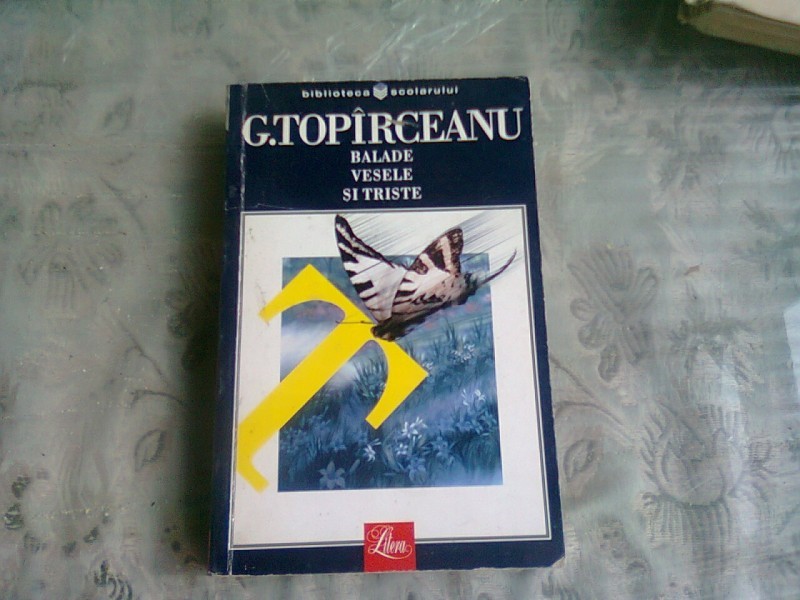 biblioteca școlarului
G.TOPÎRCEANU
BALADE
VESELE
ȘI TRISTE
T
Litera